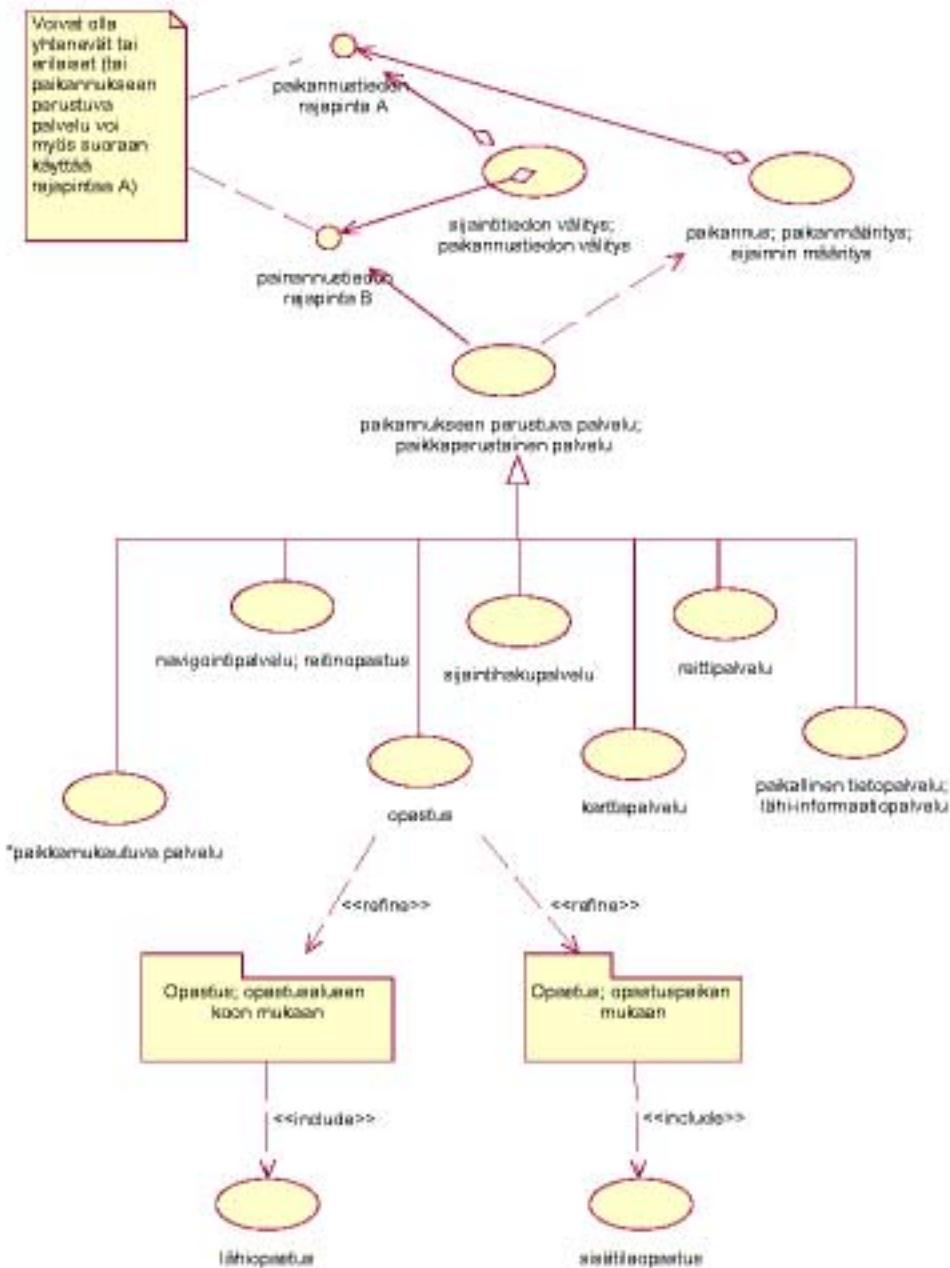 Voivat olla
yhtenevät tai
erilaiset (tai
paikannukseen
perustuva
palvelu voi
myös suoraan
käyttää
rajapintaa A)
paikannustiedon
rajapinta A
sijaintitiedon välitys;
paikannustiedon välitys
paikannus; paikanmääritys;
sijainnin määritys
painannustiedon
rajapinta B
paikannukseen perustuva palvelu;
paikkaperustainen palvelu
navigointipalvelu; reitinopastus
sijaintihakupalvelu
reittipalvelu
*paikkamukautuva palvelu
opastus
karttapalvelu
paikallinen tietopalvelu;
lähi-informaatiopalvelu
<<refine>>
<<refine>>
Opastus; opastusalueen
koon mukaan
Opastus; opastuspaikan
mukaan
<<include>>
<<include>>
lähiopastus
sisätilaopastus